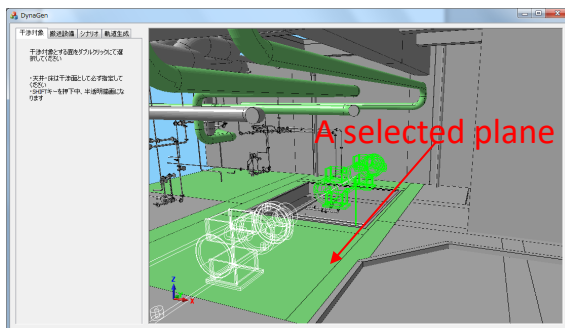 DynaGen
干渉対象 搬送設備 シナリオ 軌道生成
干渉対象とする面をダブルクリックにて選
択してください
・天井・床は干渉面として必ず指定して
ください
・SHIFTキーを押下中、半透明描画にな
ります
A selected plane
Z
X